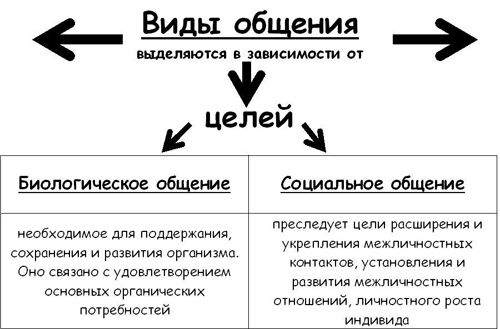 Виды общения
выделяются в зависимости от
целей
Биологическое общение
Социальное общение
необходимое для поддержания,
сохранения и развития организма.
Оно связано с удовлетворением
основных органических
потребностей
преследует цели расширения и
укрепления межличностных
контактов, установления и
развития межличностных
отношений, личностного роста
индивида